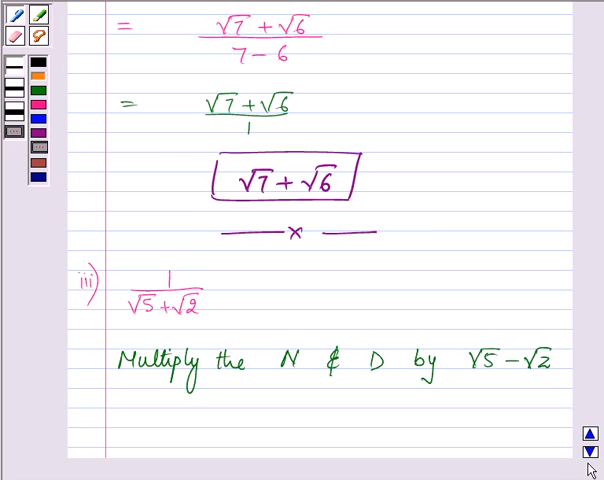 = √7 + √6 / 7 - 6
= √7 + √6 / 1
√7 + √6
x
iii) 1 / √5 + √2
Multiply the N & D by √5 - √2